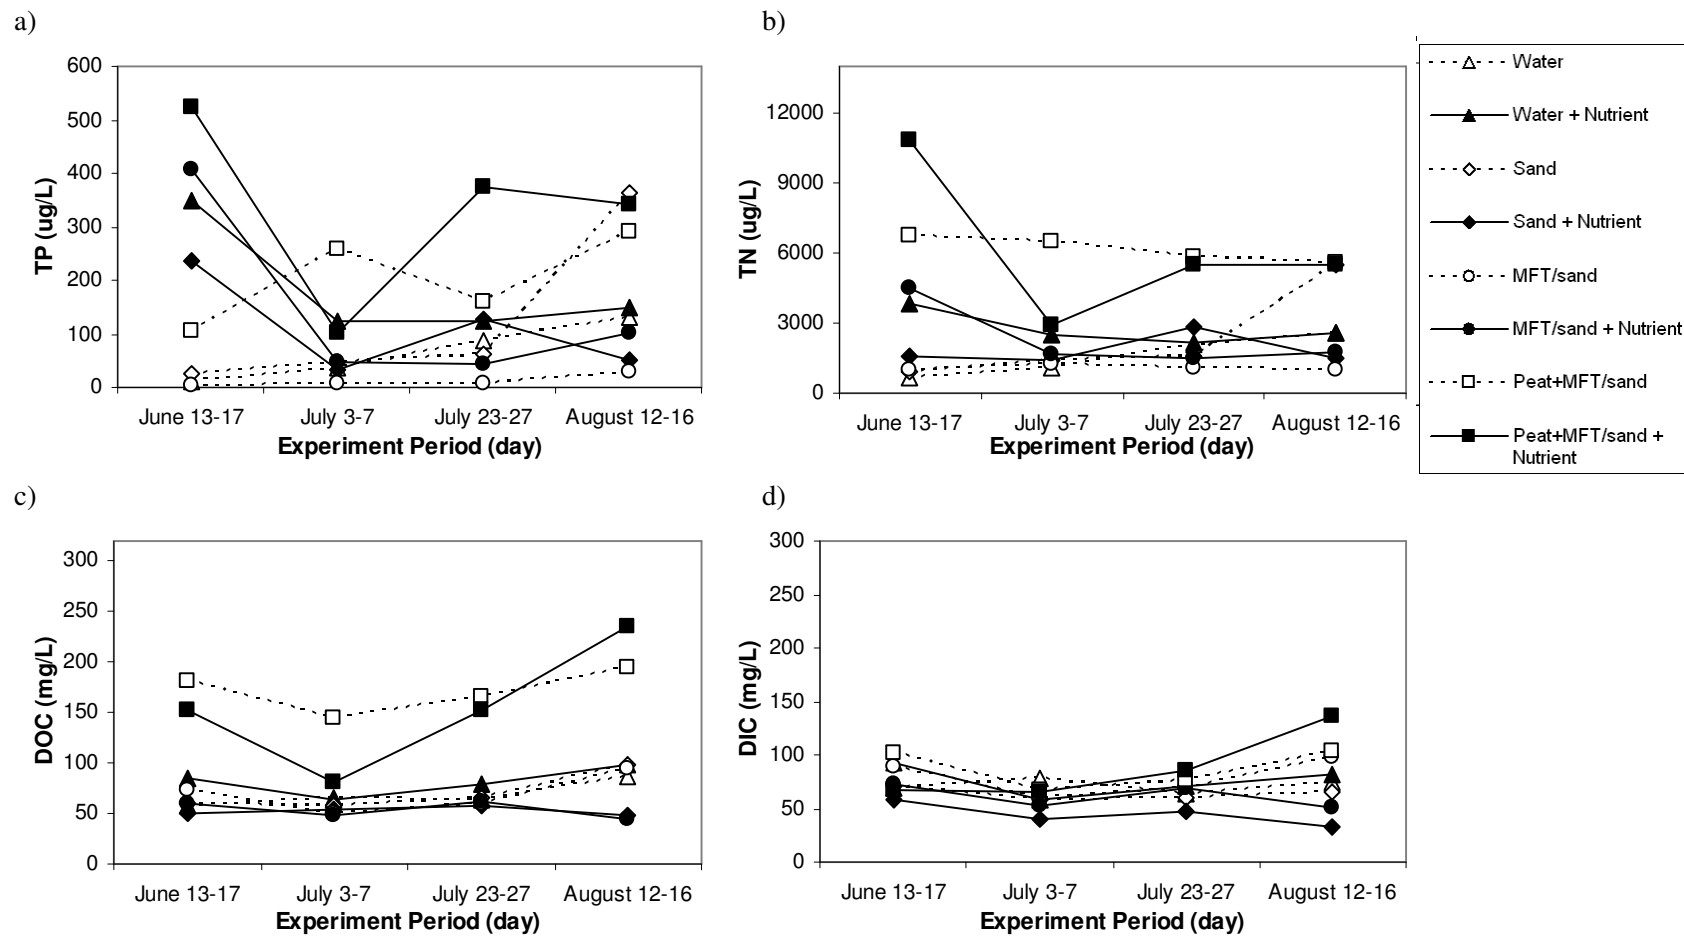 a)
600
500
400
300
200
100
0
TP (ug/L)
June 13-17 July 3-7 July 23-27 August 12-16
Experiment Period (day)
b)
12000
9000
6000
3000
0
TN (ug/L)
June 13-17 July 3-7 July 23-27 August 12-16
Experiment Period (day)
Water
Water + Nutrient
Sand
Sand + Nutrient
MFT/sand
MFT/sand + Nutrient
Peat+MFT/sand
Peat+MFT/sand +
Nutrient
c)
300
250
200
150
100
50
0
DOC (mg/L)
June 13-17 July 3-7 July 23-27 August 12-16
Experiment Period (day)
d)
300
250
200
150
100
50
0
DIC (mg/L)
June 13-17 July 3-7 July 23-27 August 12-16
Experiment Period (day)